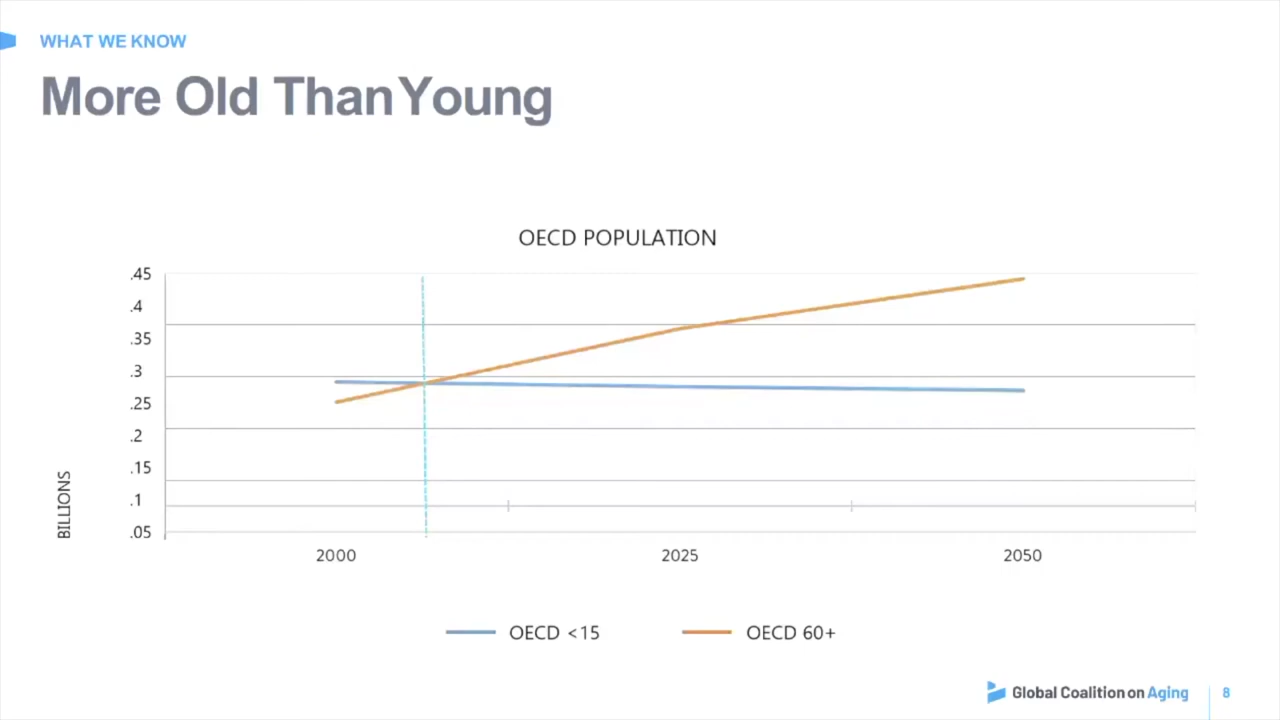 WHAT WE KNOW
More Old Than Young
OECD POPULATION
.45
.4
.35
.3
.25
.2
.15
.1
.05
BILLIONS
2000 2025 2050
OECD <15 OECD 60+
Global Coalition on Aging 8